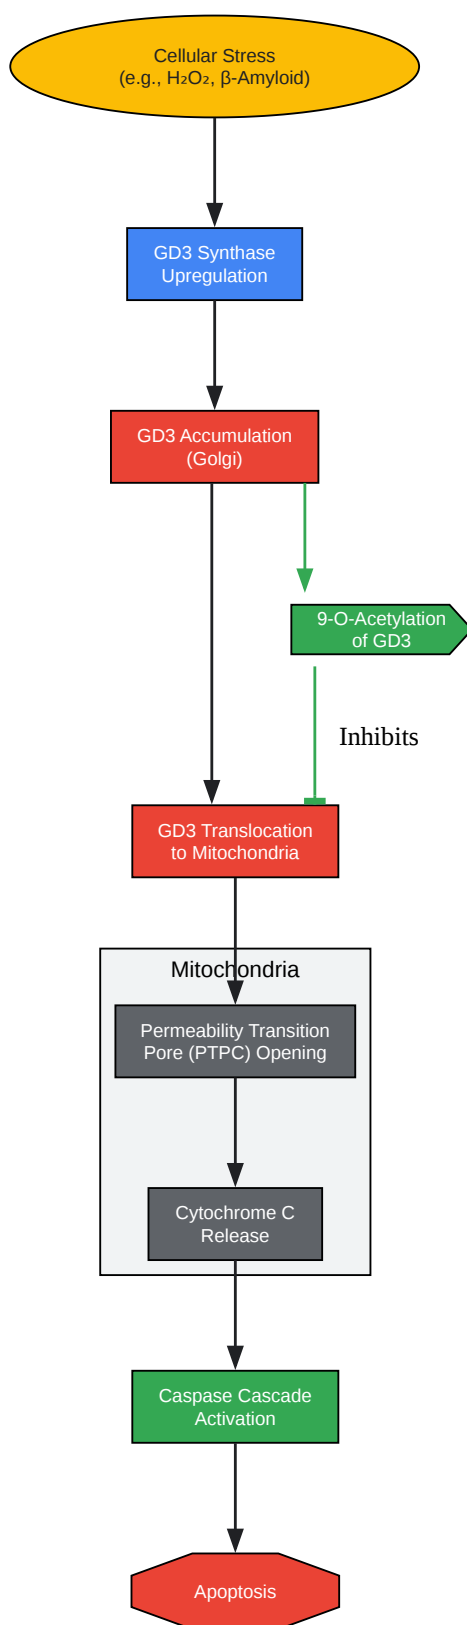 Cellular Stress
(e.g., H₂O₂, β-Amyloid)
GD3 Synthase
Upregulation
GD3 Accumulation
(Golgi)
9-O-Acetylation
of GD3
Inhibits
GD3 Translocation
to Mitochondria
Mitochondria
Permeability Transition
Pore (PTPC) Opening
Cytochrome C
Release
Caspase Cascade
Activation
Apoptosis